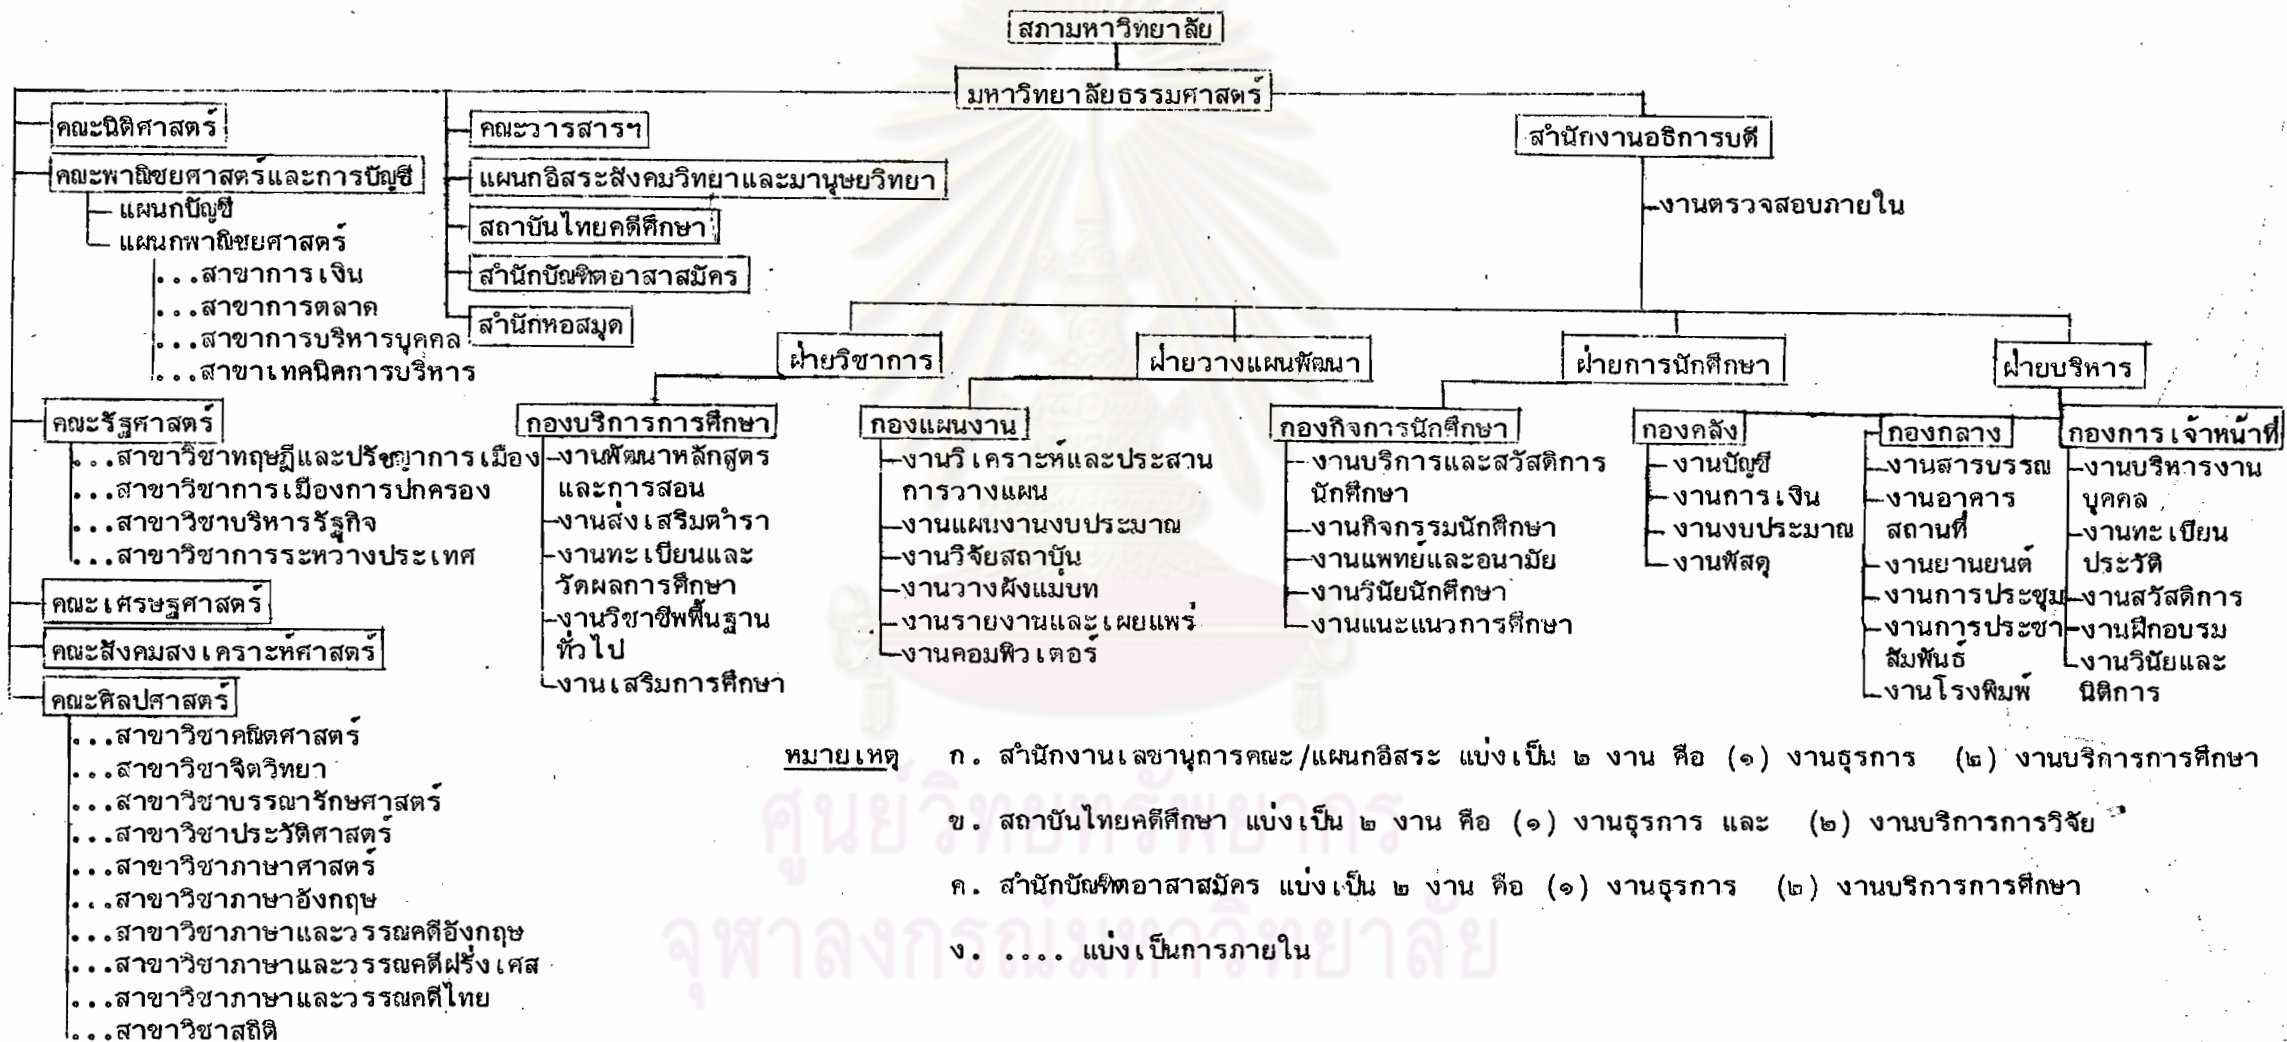 สภามหาวิทยาลัย
มหาวิทยาลัยธรรมศาสตร์
คณะนิติศาสตร์
คณะพาณิชยศาสตร์และการบัญชี
แผนกบัญชี
แผนกพาณิชยศาสตร์
...สาขาการเงิน
...สาขาการตลาด
...สาขาการบริหารบุคคล
...สาขาเทคนิคการบริหาร
คณะรัฐศาสตร์
...สาขาวิชาทฤษฎีและปรัชญาการเมือง
...สาขาวิชาการเมืองการปกครอง
...สาขาวิชาบริหารรัฐกิจ
...สาขาวิชาการระหว่างประเทศ
คณะเศรษฐศาสตร์
คณะสังคมสงเคราะห์ศาสตร์
คณะศิลปศาสตร์
...สาขาวิชาคณิตศาสตร์
...สาขาวิชาจิตวิทยา
...สาขาวิชาบรรณารักษศาสตร์
...สาขาวิชาประวัติศาสตร์
...สาขาวิชาภาษาศาสตร์
...สาขาวิชาภาษาอังกฤษ
...สาขาวิชาภาษาและวรรณคดีอังกฤษ
...สาขาวิชาภาษาและวรรณคดีฝรั่งเศส
...สาขาวิชาภาษาและวรรณคดีไทย
...สาขาวิชาสถิติ
คณะวารสารฯ
แผนกอิสระสังคมวิทยาและมานุษยวิทยา
สถาบันไทยคดีศึกษา
สำนักบัณฑิตอาสาสมัคร
สำนักหอสมุด
สำนักงานอธิการบดี
งานตรวจสอบภายใน
ฝ่ายวิชาการ
กองบริการการศึกษา
งานพัฒนาหลักสูตร
และการสอน
งานส่งเสริมตำรา
งานทะเบียนและ
วัดผลการศึกษา
งานวิชาชีพพื้นฐาน
ทั่วไป
งานเสริมการศึกษา
ฝ่ายวางแผนพัฒนา
กองแผนงาน
งานวิเคราะห์และประสาน
การวางแผน
งานแผนงานงบประมาณ
งานวิจัยสถาบัน
งานวางผังแม่บท
งานรายงานและเผยแพร่
งานคอมพิวเตอร์
ฝ่ายการนักศึกษา
กองกิจการนักศึกษา
งานบริการและสวัสดิการ
นักศึกษา
งานกิจกรรมนักศึกษา
งานแพทย์และอนามัย
งานวินัยนักศึกษา
งานแนะแนวการศึกษา
ฝ่ายบริหาร
กองคลัง
งานบัญชี
งานการเงิน
งานงบประมาณ
งานพัสดุ
กองกลาง
งานสารบรรณ
งานอาคาร
สถานที่
งานยานยนต์
งานการประชุม
งานการประชา
สัมพันธ์
งานโรงพิมพ์
กองการเจ้าหน้าที่
งานบริหารงาน
บุคคล
งานทะเบียน
ประวัติ
งานสวัสดิการ
งานฝึกอบรม
งานวินัยและ
นิติการ
หมายเหตุ ก. สำนักงานเลขานุการคณะ/แผนกอิสระ แบ่งเป็น ๒ งาน คือ (๑) งานธุรการ (๒) งานบริการการศึกษา
ข. สถาบันไทยคดีศึกษา แบ่งเป็น ๒ งาน คือ (๑) งานธุรการ และ (๒) งานบริการการวิจัย
ค. สำนักบัณฑิตอาสาสมัคร แบ่งเป็น ๒ งาน คือ (๑) งานธุรการ (๒) งานบริการการศึกษา
ง. .... แบ่งเป็นการภายใน
ศูนย์วิทยทรัพยากร
จุฬาลงกรณ์มหาวิทยาลัย